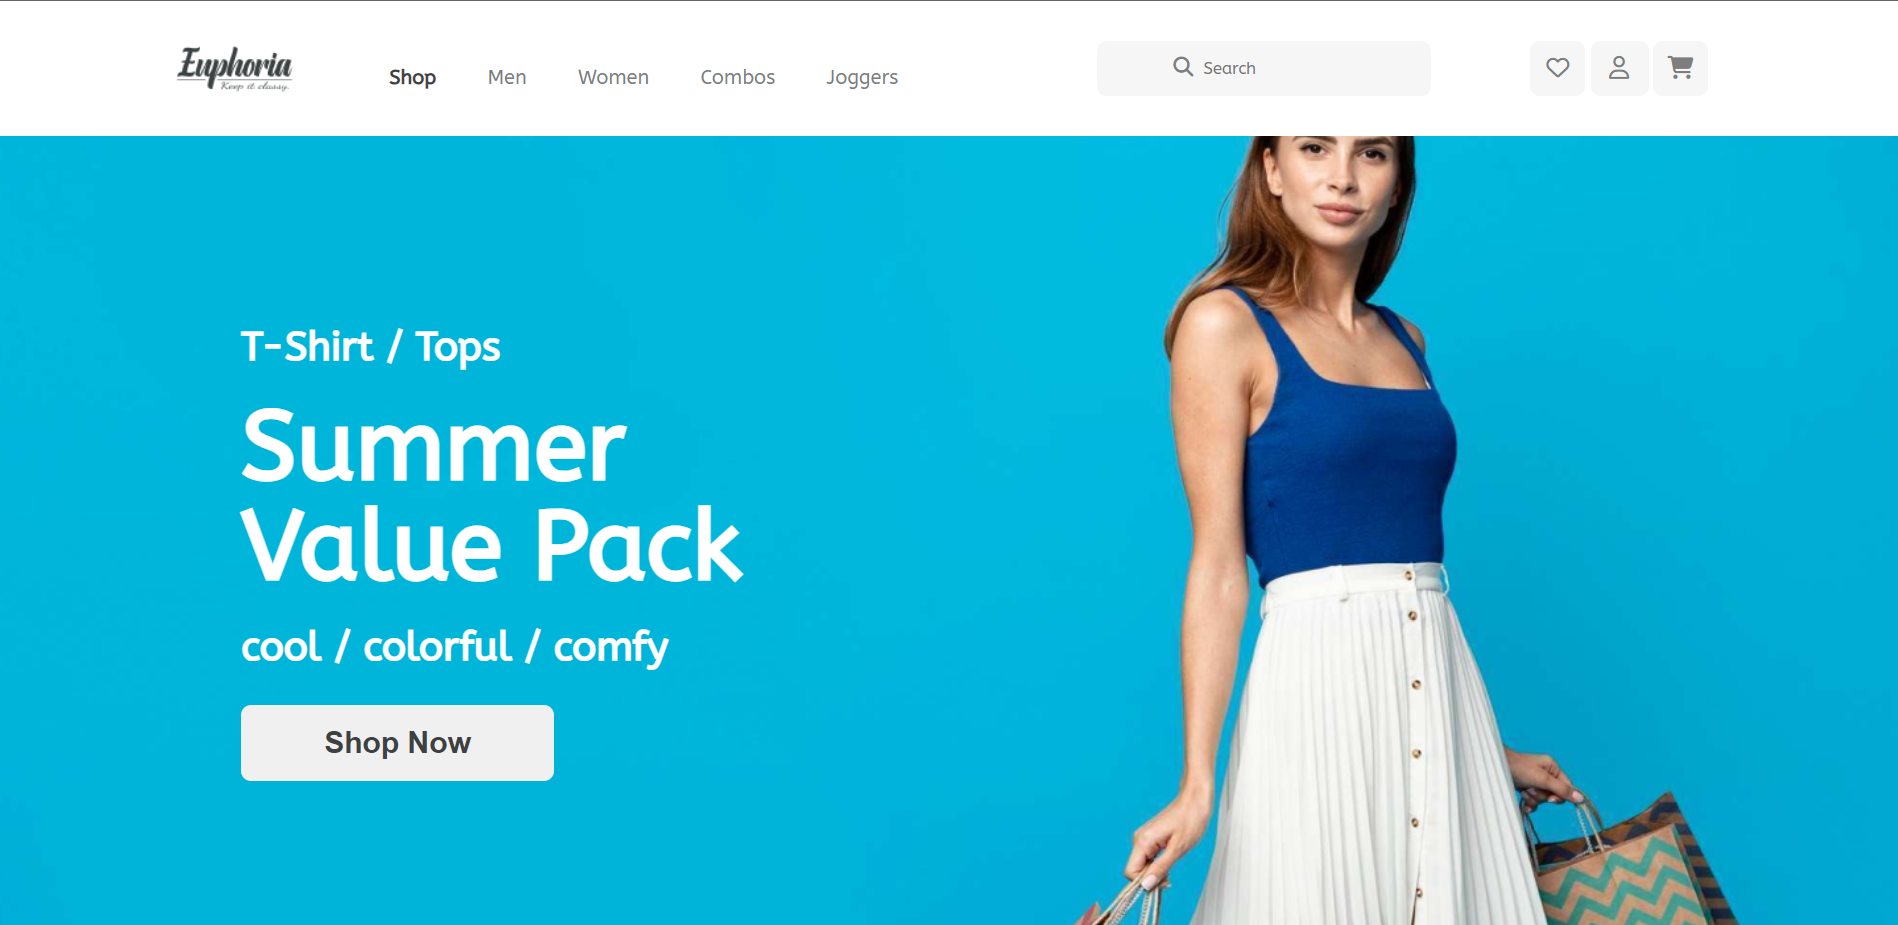 Euphoria
Keep it classy.
Shop
Men
Women
Combos
Joggers
Search
T-Shirt / Tops
Summer
Value Pack
cool / colorful / comfy
Shop Now